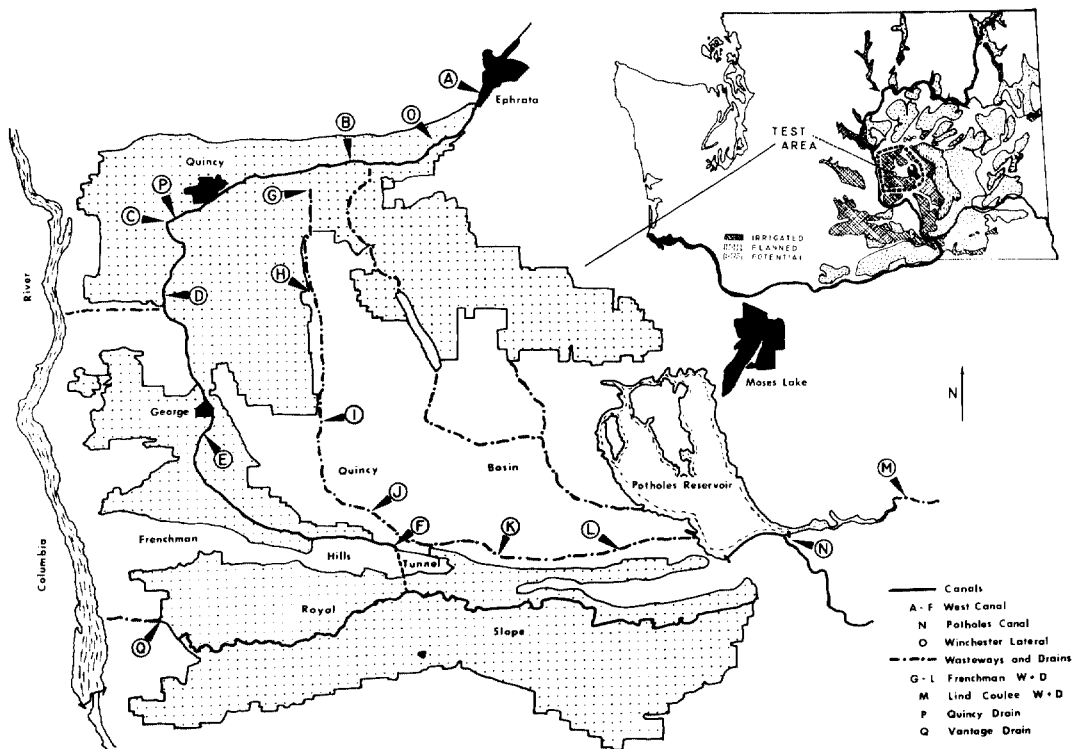 A
Ephrata
O
B
Quincy
P
G
C
TEST
AREA
IRRIGATED
PLANNED
POTENTIAL
River
H
D
Moses Lake
N
George
I
E
Quincy
Basin
Potholes Reservoir
M
J
F
K
L
N
Frenchman
Hills
Tunnel
Columbia
Royal
Slope
Q
Canals
A - F West Canal
N Potholes Canal
O Winchester Lateral
Wasteways and Drains
G - L Frenchman W + D
M Lind Coulee W + D
P Quincy Drain
Q Vantage Drain